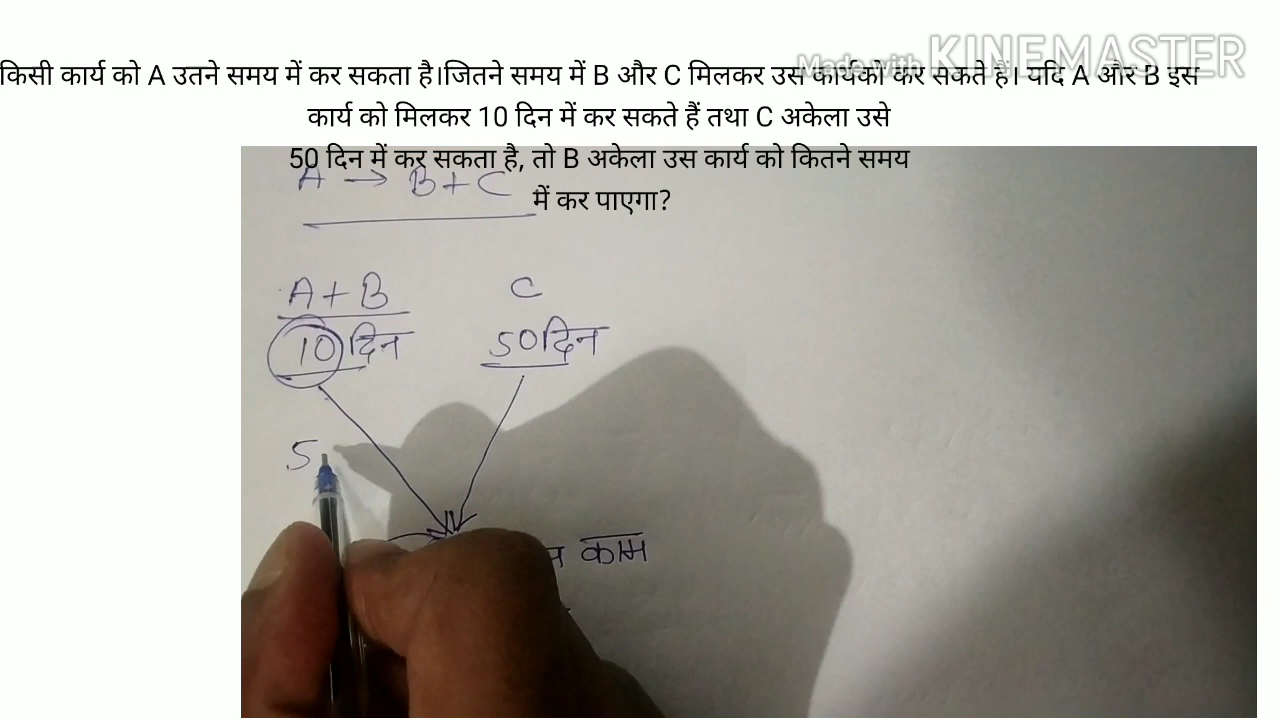 Made with KINEMASTER
किसी कार्य को A उतने समय में कर सकता है।जितने समय में B और C मिलकर उस कार्यको कर सकते हैं। यदि A और B इस
कार्य को मिलकर 10 दिन में कर सकते हैं तथा C अकेला उसे
50 दिन में कर सकता है, तो B अकेला उस कार्य को कितने समय
में कर पाएगा?
A → B + C
A + B C
10 दिन 50 दिन
5
काम